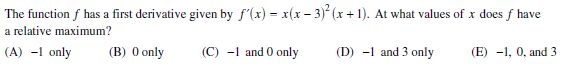 The function f has a first derivative given by f′(x) = x(x − 3)²(x + 1). At what values of x does f have
a relative maximum?
(A) −1 only (B) 0 only (C) −1 and 0 only (D) −1 and 3 only (E) −1, 0, and 3